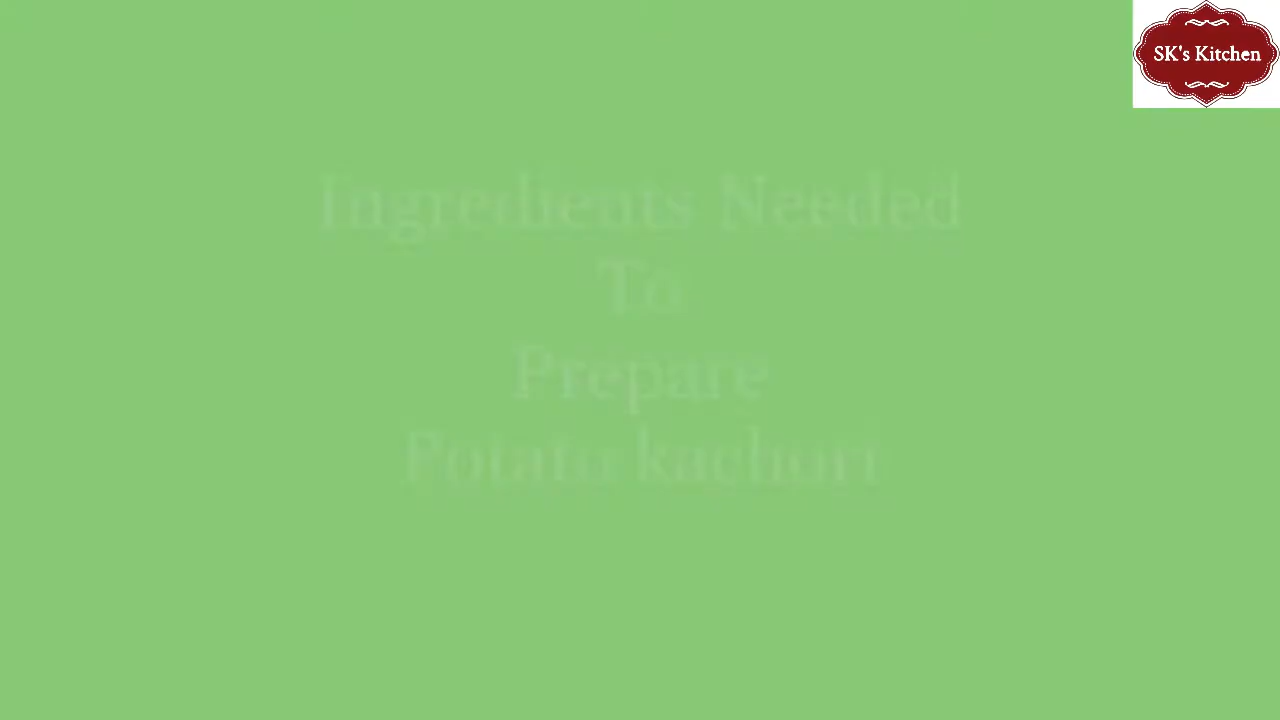 SK's Kitchen
Ingredients Needed
To
Prepare
Potato kachori